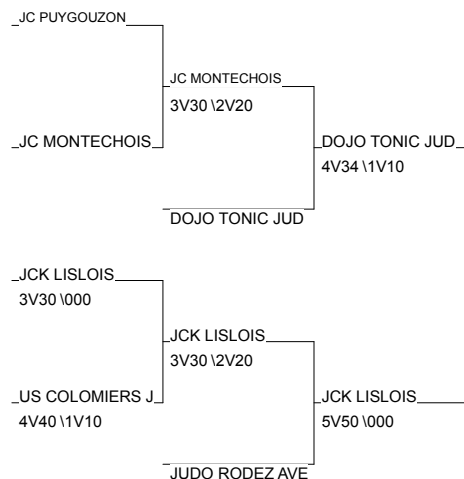 JC PUYGOUZON
JC MONTECHOIS
3V30 \2V20
JC MONTECHOIS
DOJO TONIC JUD
4V34 \1V10
DOJO TONIC JUD
JCK LISLOIS
3V30 \000
JCK LISLOIS
3V30 \2V20
US COLOMIERS J
4V40 \1V10
JCK LISLOIS
5V50 \000
JUDO RODEZ AVE